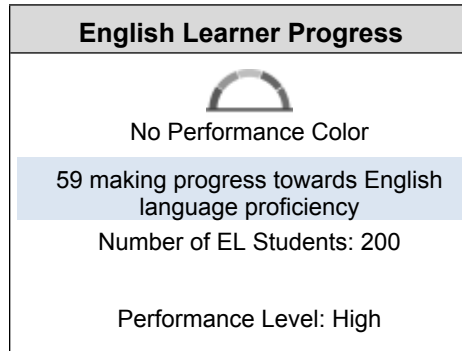 English Learner Progress
No Performance Color
59 making progress towards English
language proficiency
Number of EL Students: 200
Performance Level: High